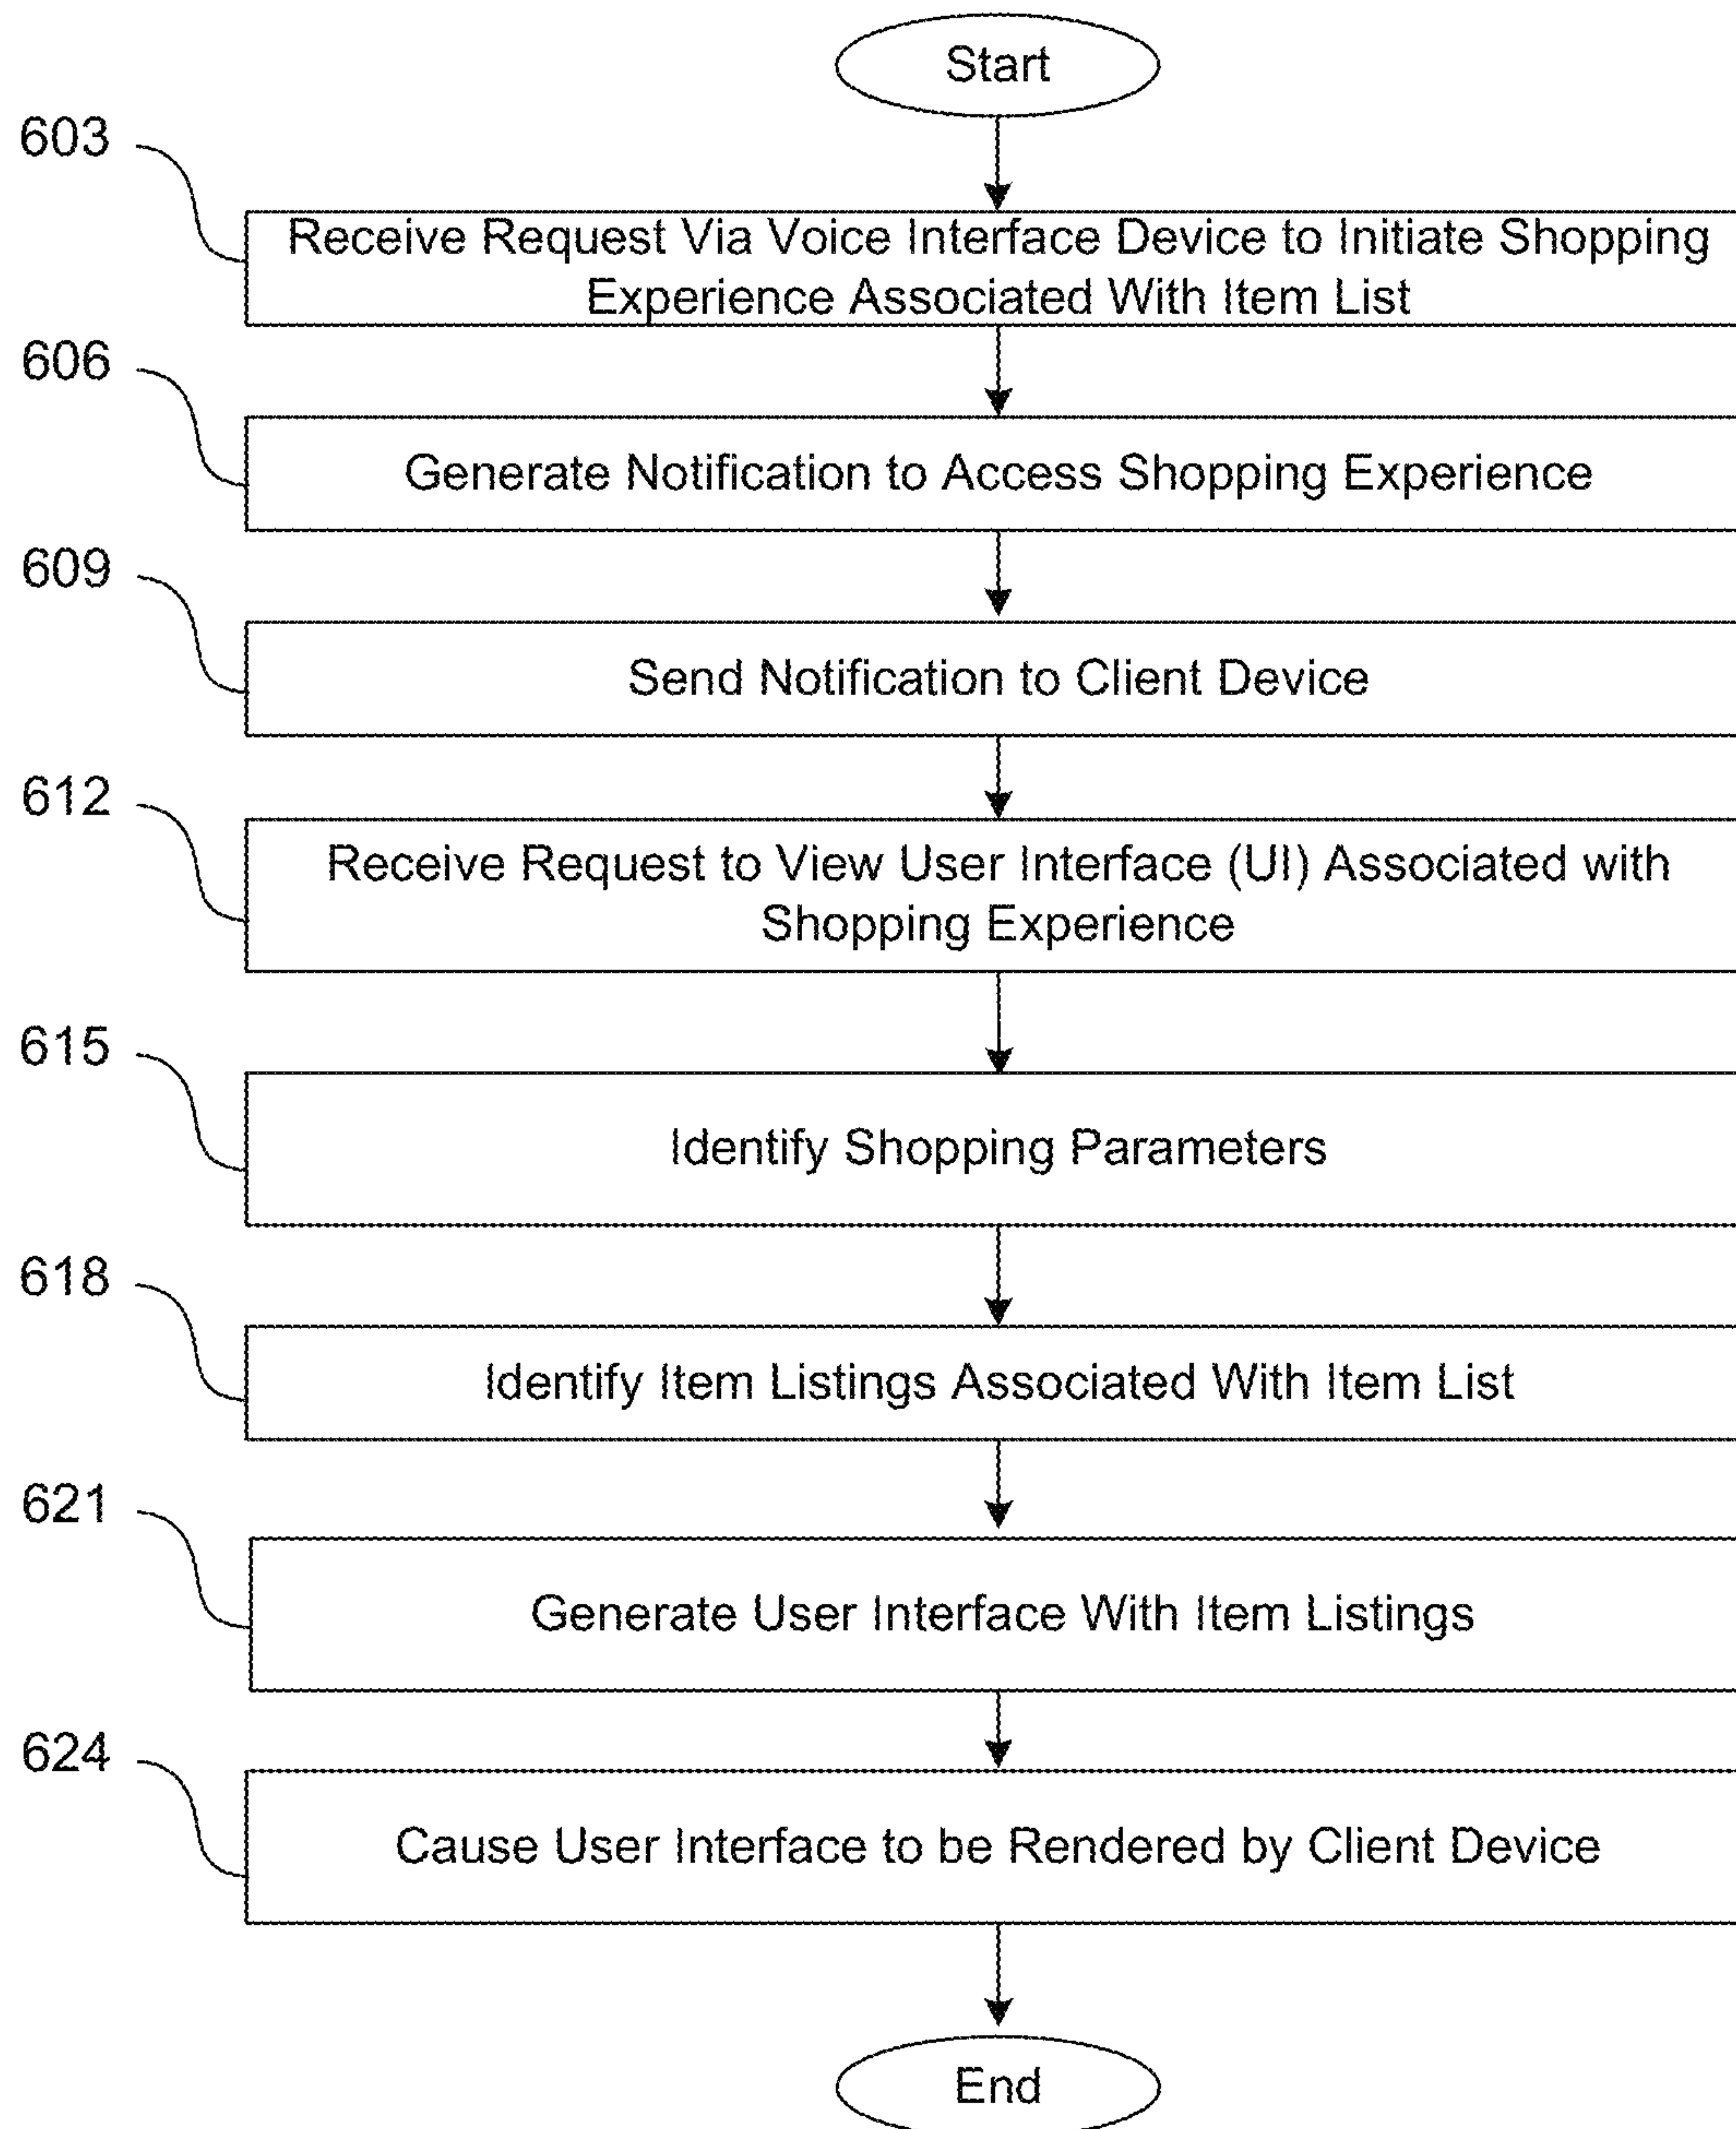 Start
603
Receive Request Via Voice Interface Device to Initiate Shopping
Experience Associated With Item List
606
Generate Notification to Access Shopping Experience
609
Send Notification to Client Device
612
Receive Request to View User Interface (UI) Associated with
Shopping Experience
615
Identify Shopping Parameters
618
Identify Item Listings Associated With Item List
621
Generate User Interface With Item Listings
624
Cause User Interface to be Rendered by Client Device
End